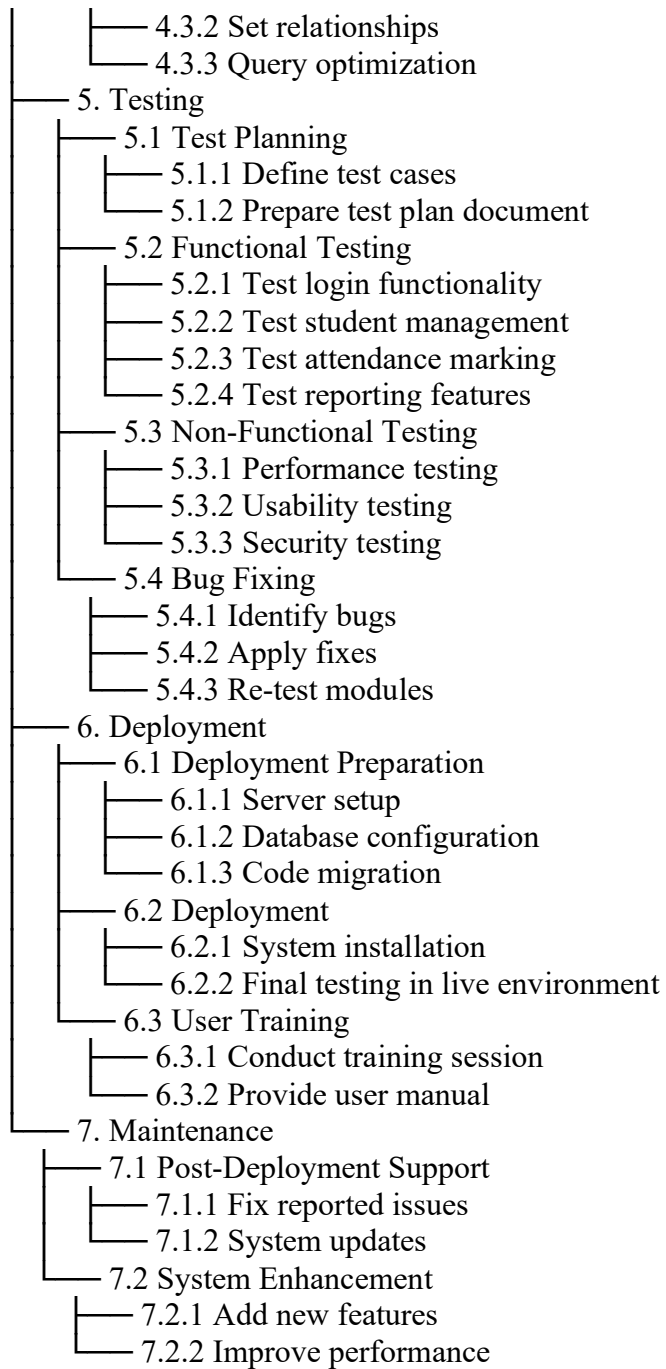 4.3.2 Set relationships
4.3.3 Query optimization
5. Testing
5.1 Test Planning
5.1.1 Define test cases
5.1.2 Prepare test plan document
5.2 Functional Testing
5.2.1 Test login functionality
5.2.2 Test student management
5.2.3 Test attendance marking
5.2.4 Test reporting features
5.3 Non-Functional Testing
5.3.1 Performance testing
5.3.2 Usability testing
5.3.3 Security testing
5.4 Bug Fixing
5.4.1 Identify bugs
5.4.2 Apply fixes
5.4.3 Re-test modules
6. Deployment
6.1 Deployment Preparation
6.1.1 Server setup
6.1.2 Database configuration
6.1.3 Code migration
6.2 Deployment
6.2.1 System installation
6.2.2 Final testing in live environment
6.3 User Training
6.3.1 Conduct training session
6.3.2 Provide user manual
7. Maintenance
7.1 Post-Deployment Support
7.1.1 Fix reported issues
7.1.2 System updates
7.2 System Enhancement
7.2.1 Add new features
7.2.2 Improve performance